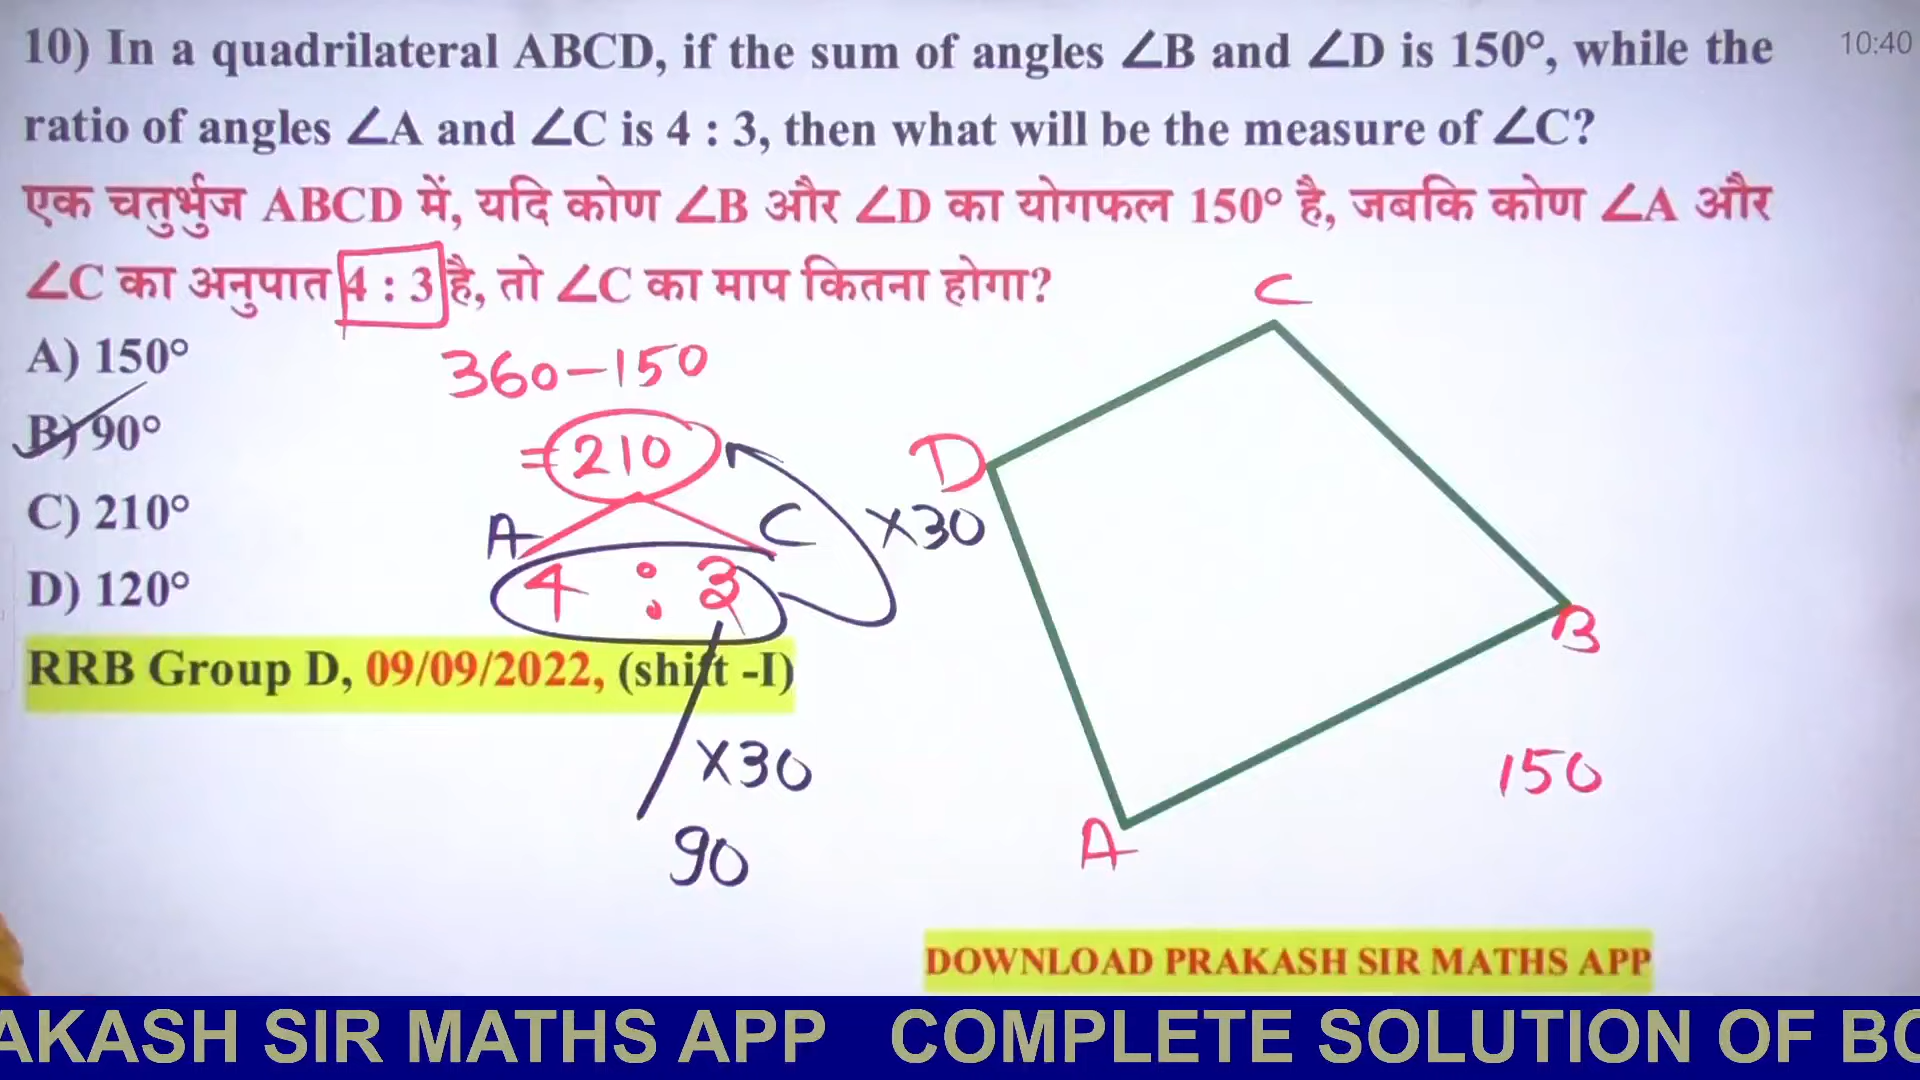 10) In a quadrilateral ABCD, if the sum of angles ∠B and ∠D is 150°, while the
10:40
ratio of angles ∠A and ∠C is 4 : 3, then what will be the measure of ∠C?
एक चतुर्भुज ABCD में, यदि कोण ∠B और ∠D का योगफल 150° है, जबकि कोण ∠A और
∠C का अनुपात 4 : 3 है, तो ∠C का माप कितना होगा?
A) 150°
B) 90°
C) 210°
D) 120°
RRB Group D, 09/09/2022, (shift -I)
360-150
=210
A C
4 : 3
×30
×30
90
C
D
B
A
150
DOWNLOAD PRAKASH SIR MATHS APP
AKASH SIR MATHS APP COMPLETE SOLUTION OF BO